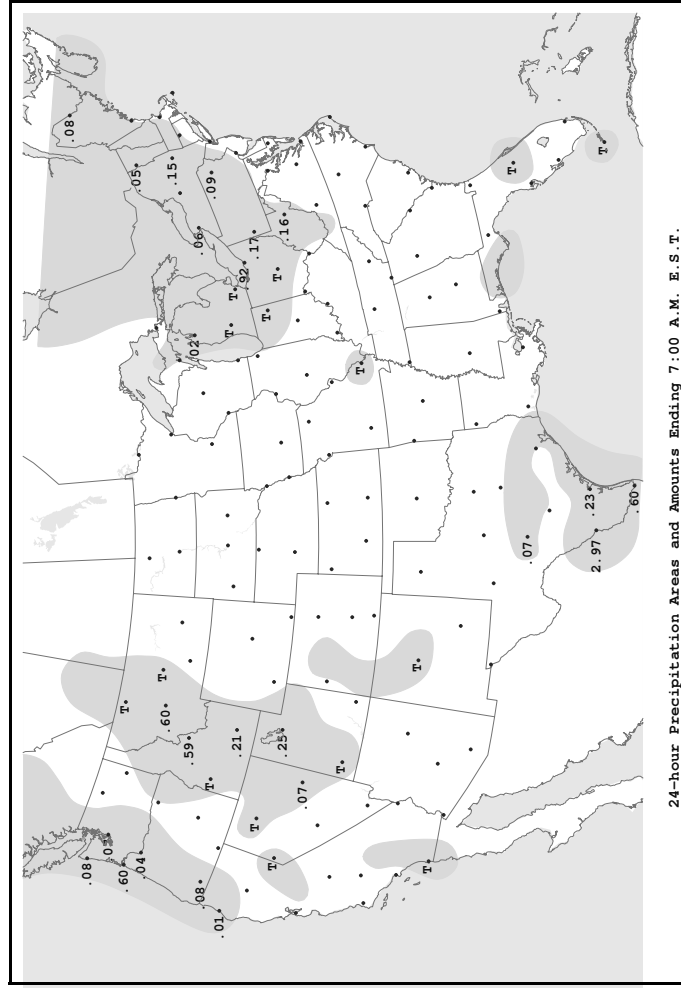 .08
.08
0
.60
T
.05
.04
T
.60
.15
.59
.02
.06
.08
T
.09
.01
T
T
.21
.92
.17
T
T
T
T
.25
.16
.07
T
T
T
T
T
.07
.23
2.97
T
.60
24-hour Precipitation Areas and Amounts Ending 7:00 A.M. E.S.T.